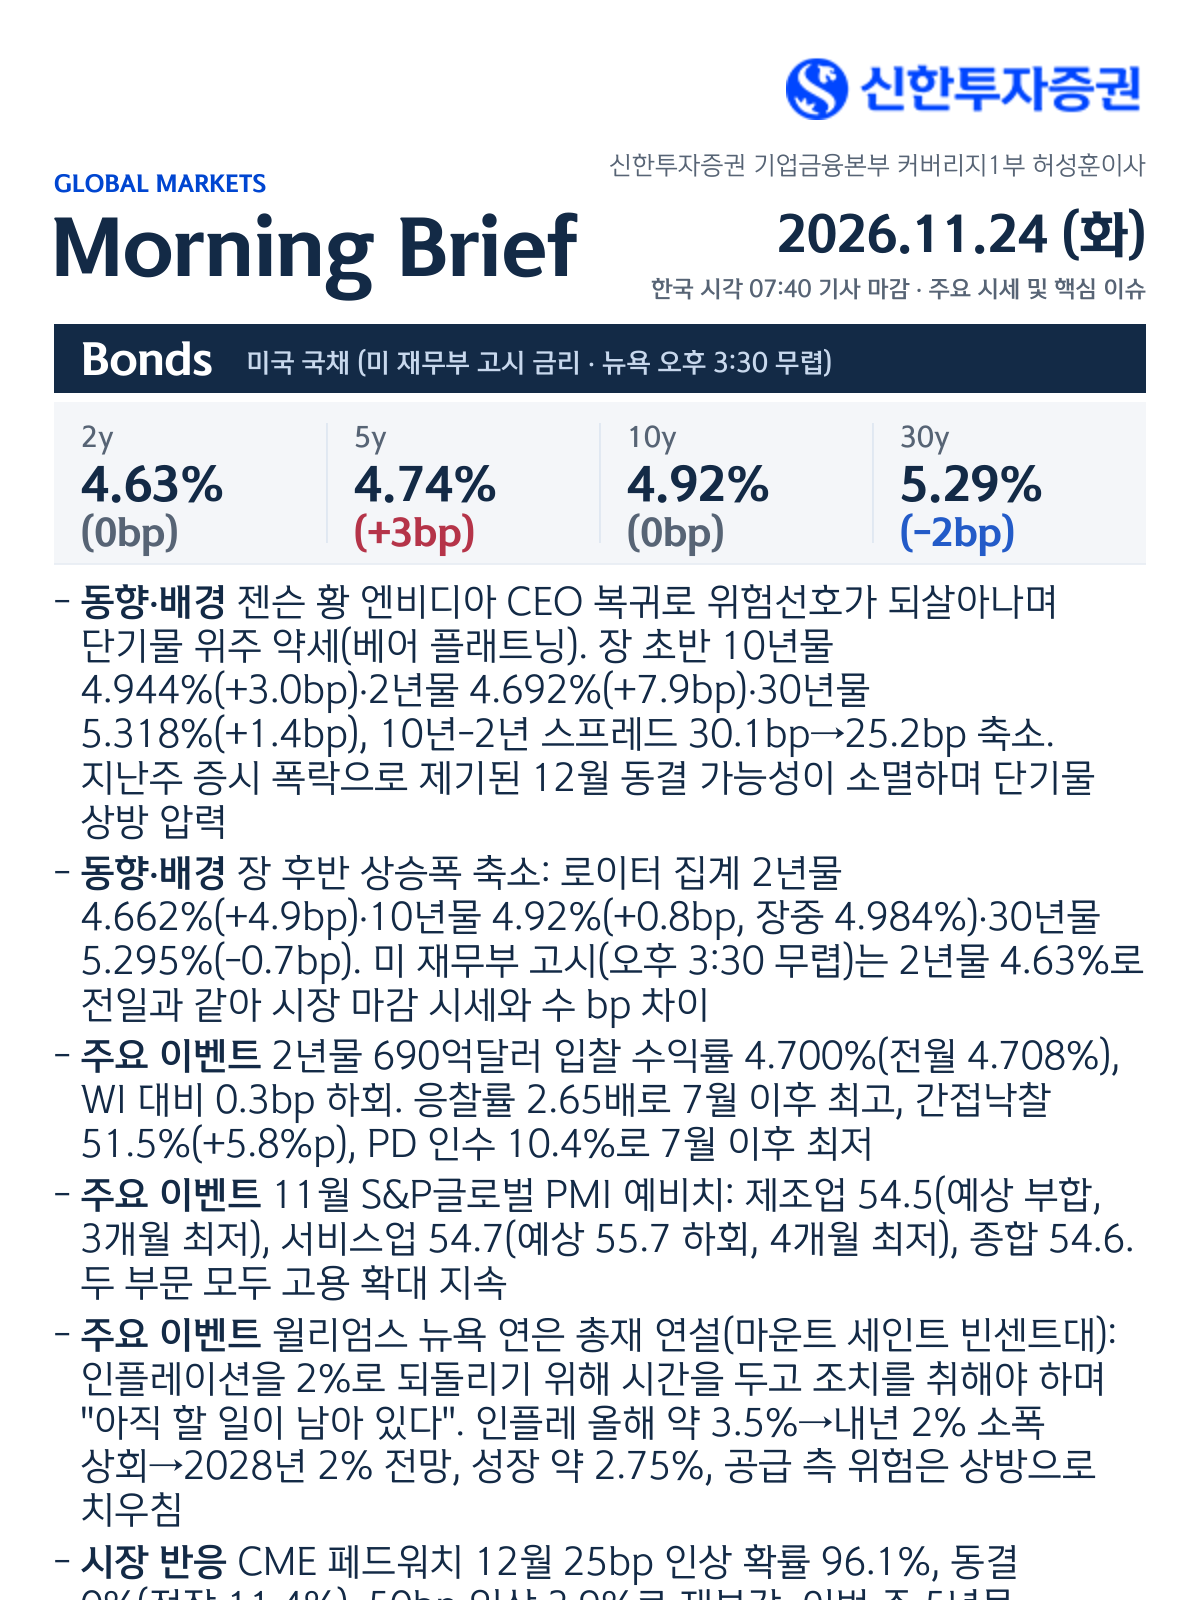 신한투자증권
신한투자증권 기업금융본부 커버리지1부 허성훈이사
GLOBAL MARKETS
Morning Brief
2026.11.24 (화)
한국 시각 07:40 기사 마감 · 주요 시세 및 핵심 이슈
Bonds 미국 국채 (미 재무부 고시 금리 · 뉴욕 오후 3:30 무렵)
2y 5y 10y 30y
4.63% 4.74% 4.92% 5.29%
(0bp) (+3bp) (0bp) (-2bp)
– 동향·배경 젠슨 황 엔비디아 CEO 복귀로 위험선호가 되살아나며
단기물 위주 약세(베어 플래트닝). 장 초반 10년물
4.944%(+3.0bp)·2년물 4.692%(+7.9bp)·30년물
5.318%(+1.4bp), 10년-2년 스프레드 30.1bp→25.2bp 축소.
지난주 증시 폭락으로 제기된 12월 동결 가능성이 소멸하며 단기물
상방 압력
– 동향·배경 장 후반 상승폭 축소: 로이터 집계 2년물
4.662%(+4.9bp)·10년물 4.92%(+0.8bp, 장중 4.984%)·30년물
5.295%(-0.7bp). 미 재무부 고시(오후 3:30 무렵)는 2년물 4.63%로
전일과 같아 시장 마감 시세와 수 bp 차이
– 주요 이벤트 2년물 690억달러 입찰 수익률 4.700%(전월 4.708%),
WI 대비 0.3bp 하회. 응찰률 2.65배로 7월 이후 최고, 간접낙찰
51.5%(+5.8%p), PD 인수 10.4%로 7월 이후 최저
– 주요 이벤트 11월 S&P글로벌 PMI 예비치: 제조업 54.5(예상 부합,
3개월 최저), 서비스업 54.7(예상 55.7 하회, 4개월 최저), 종합 54.6.
두 부문 모두 고용 확대 지속
– 주요 이벤트 윌리엄스 뉴욕 연은 총재 연설(마운트 세인트 빈센트대):
인플레이션을 2%로 되돌리기 위해 시간을 두고 조치를 취해야 하며
"아직 할 일이 남아 있다". 인플레 올해 약 3.5%→내년 2% 소폭
상회→2028년 2% 전망, 성장 약 2.75%, 공급 측 위험은 상방으로
치우침
– 시장 반응 CME 페드워치 12월 25bp 인상 확률 96.1%, 동결